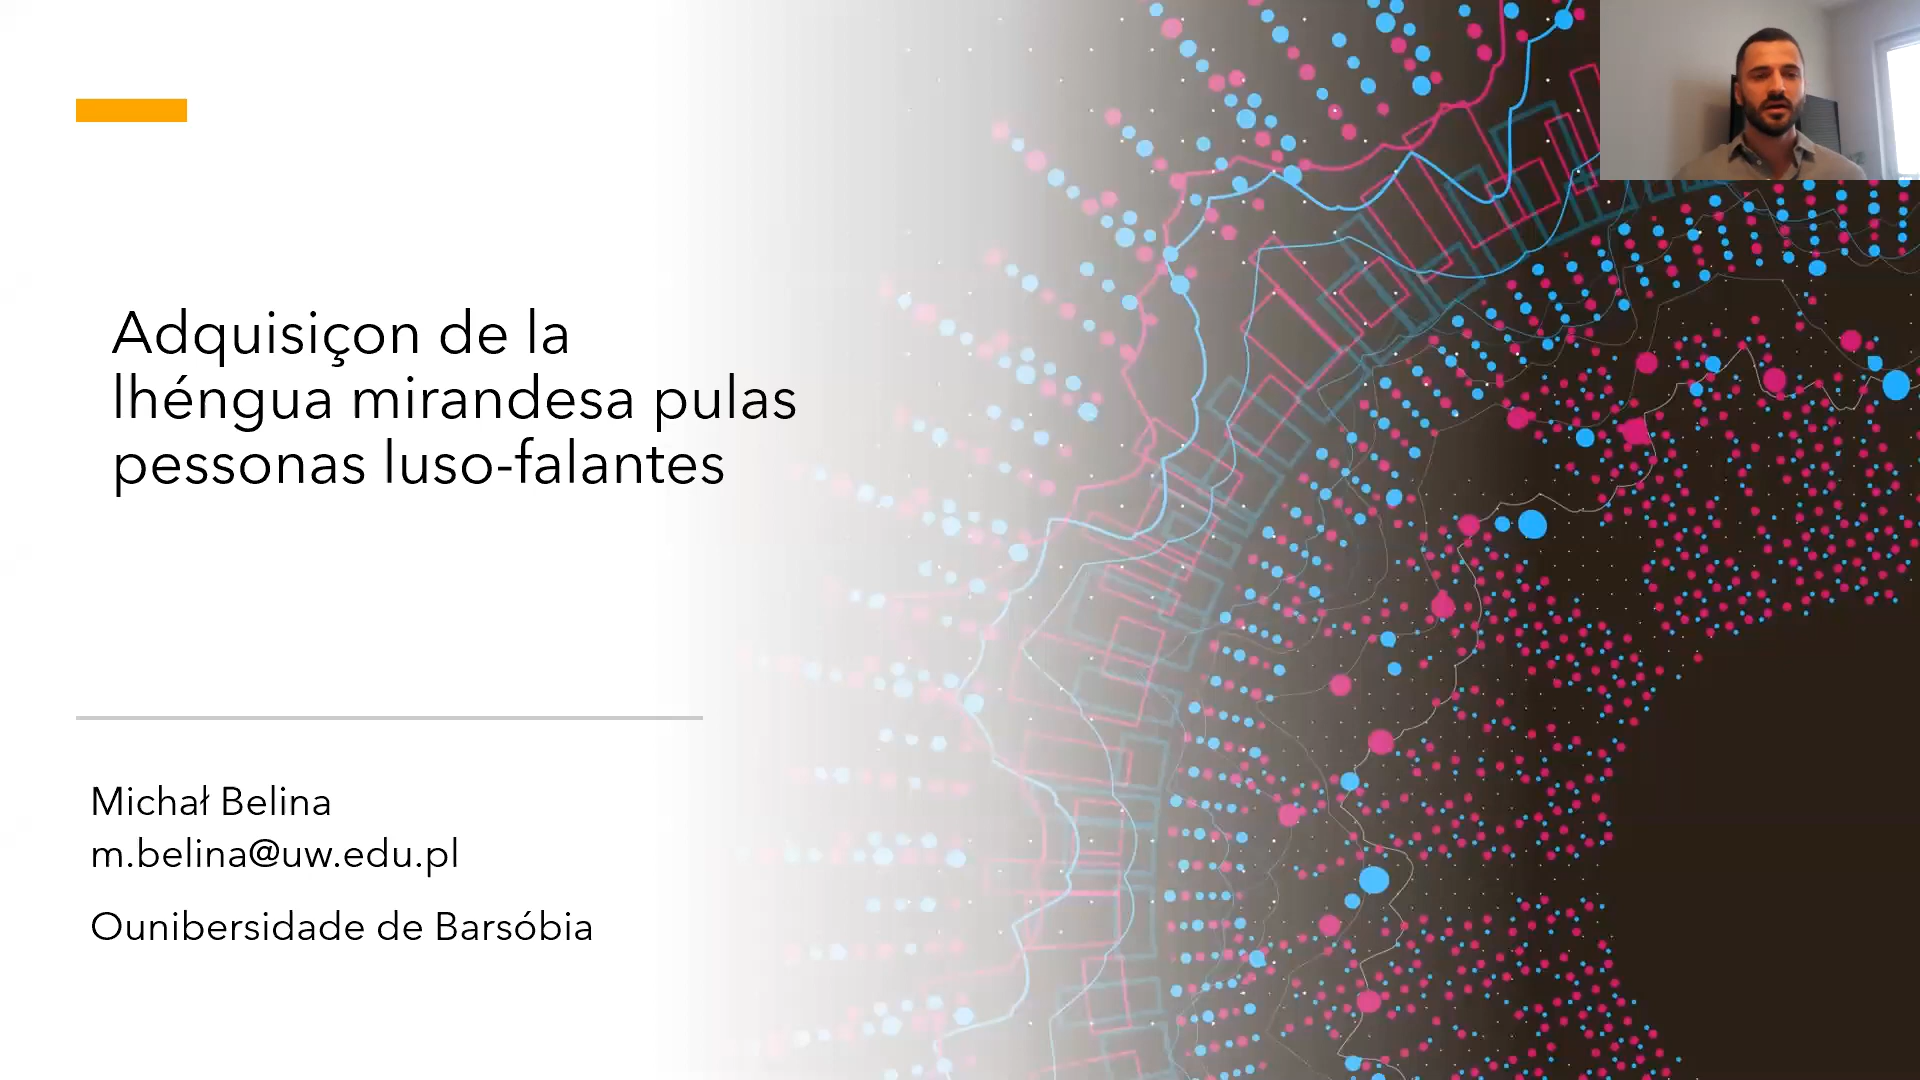 Adquisiçon de la
lhéngua mirandesa pulas
pessonas luso-falantes
Michał Belina
m.belina@uw.edu.pl
Ounibersidade de Barsóbia